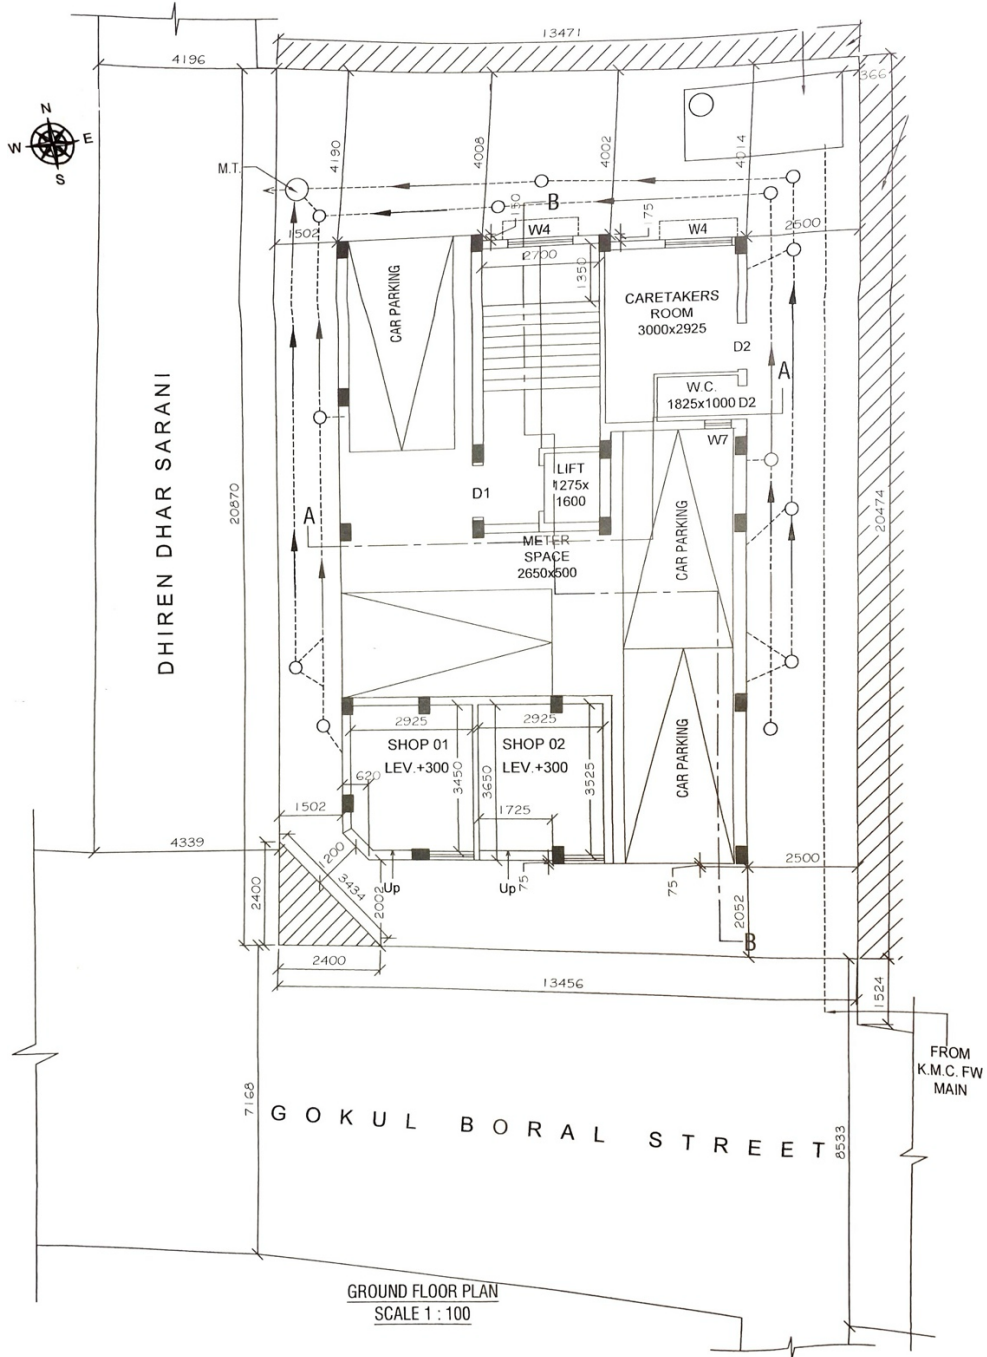 13471
4196
366
N
W
E
S
M.T.
4190
4008
4002
4014
B
150
75
1502
W4
W4
2500
2700
1350
CAR PARKING
CARETAKERS
ROOM
3000x2925
D2
A
W.C.
1825x1000 D2
W7
DHIREN DHAR SARANI
20870
20474
D1
LIFT
1275x
1600
A
METER
SPACE
2650x500
CAR PARKING
2925
2925
SHOP 01
LEV.+300
SHOP 02
LEV.+300
3450
3650
3525
CAR PARKING
620
1725
1502
4339
2500
1200
3434
2400
2002
Up
Up
75
75
2052
B
2400
13456
1524
FROM
K.M.C. FW
MAIN
7168
GOKUL BORAL STREET
8533
GROUND FLOOR PLAN
SCALE 1 : 100